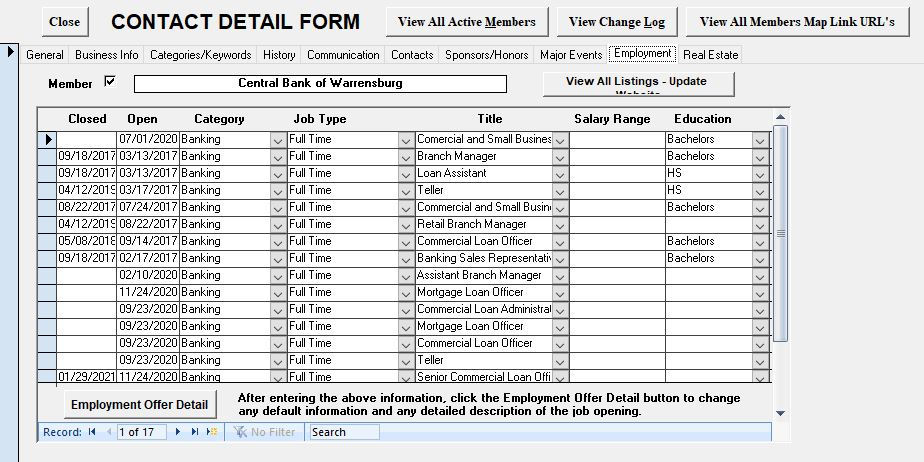 Close CONTACT DETAIL FORM View All Active Members View Change Log View All Members Map Link URL's
General Business Info Categories/Keywords History Communication Contacts Sponsors/Honors Major Events Employment Real Estate
Member Central Bank of Warrensburg View All Listings - Update
Website
Closed Open Category Job Type Title Salary Range Education
07/01/2020 Banking Full Time Comercial and Small Business Bachelors
09/18/2017 03/13/2017 Banking Full Time Branch Manager Bachelors
09/18/2017 03/13/2017 Banking Full Time Loan Assistant HS
04/12/2019 03/17/2017 Banking Full Time Teller HS
08/22/2017 07/24/2017 Banking Full Time Commercial and Small Busin Bachelors
04/12/2019 08/22/2017 Banking Full Time Retail Branch Manager
05/08/2018 09/14/2017 Banking Full Time Commercial Loan Officer Bachelors
09/18/2017 02/17/2017 Banking Full Time Banking Sales Representativ Bachelors
02/10/2020 Banking Full Time Assistant Branch Manager
11/24/2020 Banking Full Time Mortgage Loan Officer
09/23/2020 Banking Full Time Commercial Loan Administrat
09/23/2020 Banking Full Time Mortgage Loan Officer
09/23/2020 Banking Full Time Commercial Loan Officer
09/23/2020 Banking Full Time Teller
01/29/2021 11/24/2020 Banking Full Time Senior Commercial Loan Offi
Employment Offer Detail After entering the above information, click the Employment Offer Detail button to change
any default information and any detailed description of the job opening.
Record: 1 of 17 No Filter Search